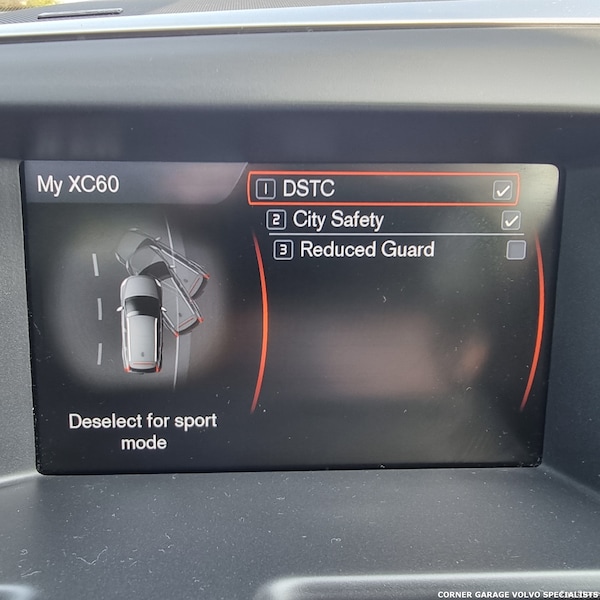 My XC60
1 DSTC
2 City Safety
3 Reduced Guard
Deselect for sport
mode
CORNER GARAGE VOLVO SPECIALISTS